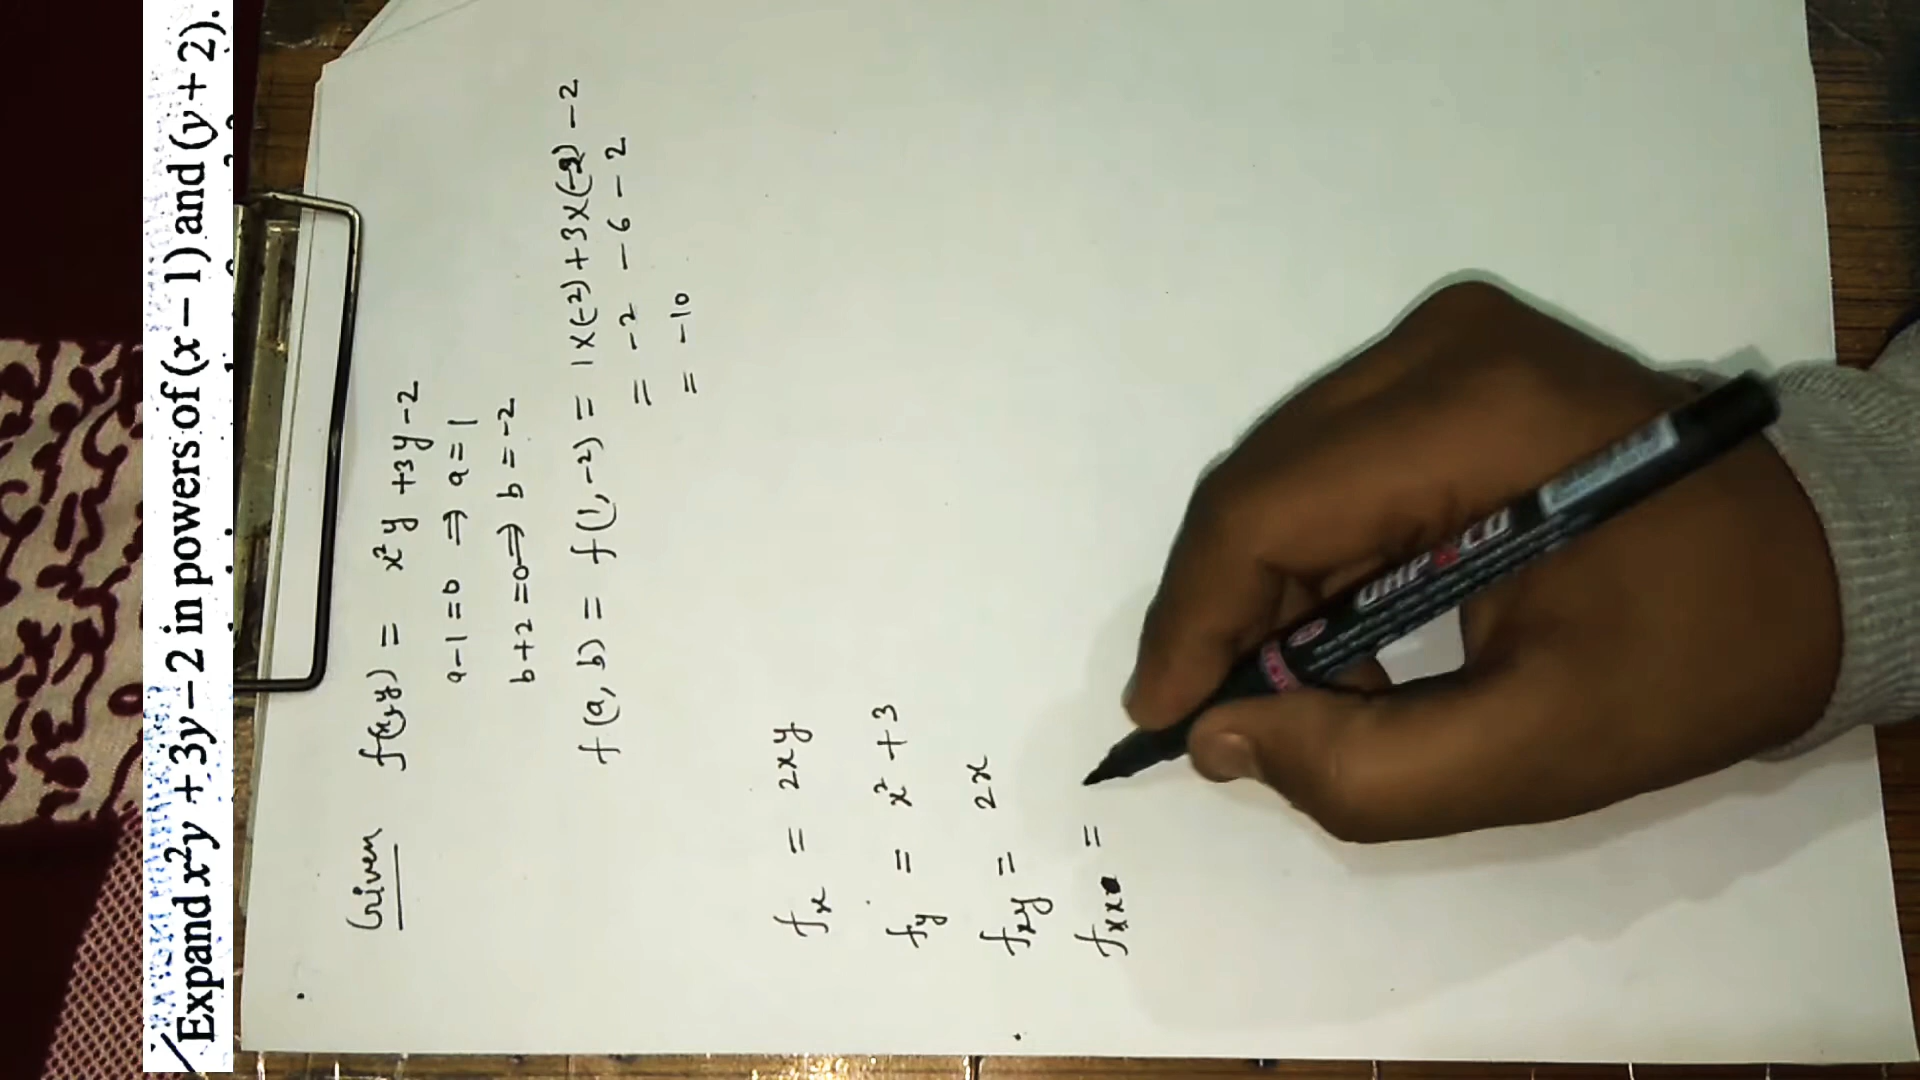 Expand x²y + 3y – 2 in powers of (x – 1) and (y + 2).
Given f(x,y) = x²y +3y -2
a-1=0 ⇒ a=1
b+2=0⇒ b=-2
f(a, b) = f(1,-2) = 1×(-2)+3×(-2)-2
= -2 -6 -2
= -10
fx = 2xy
fy = x²+3
fxy = 2x
fxx =
UHP CO